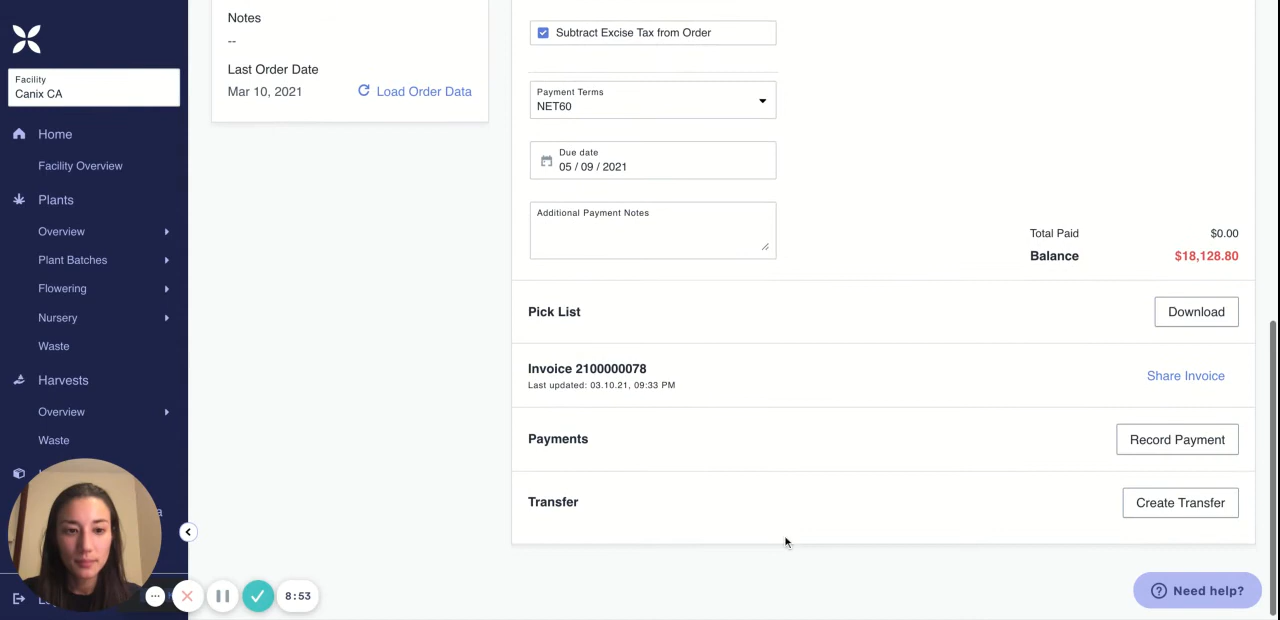 Facility
Canix CA
Home
Facility Overview
Plants
Overview
Plant Batches
Flowering
Nursery
Waste
Harvests
Overview
Waste
Notes
--
Last Order Date
Mar 10, 2021
Load Order Data
Subtract Excise Tax from Order
Payment Terms
NET60
Due date
05 / 09 / 2021
Additional Payment Notes
Total Paid
$0.00
Balance
$18,128.80
Pick List
Download
Invoice 2100000078
Last updated: 03.10.21, 09:33 PM
Share Invoice
Payments
Record Payment
Transfer
Create Transfer
8:53
Need help?